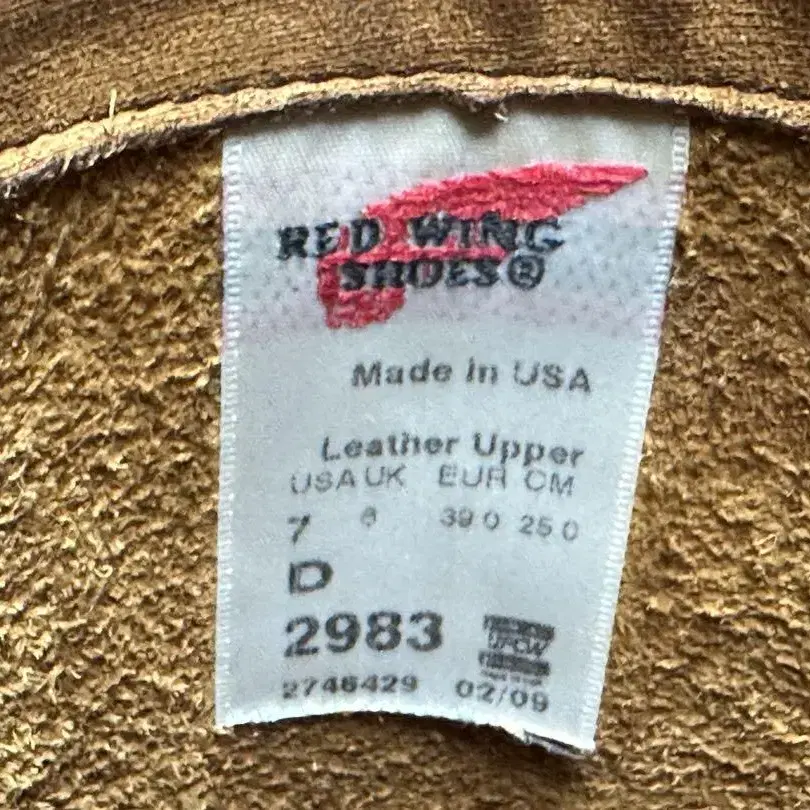 RED WING
SHOES®
Made in USA
Leather Upper
USA UK EUR CM
7 6 39 0 25 0
D
2983
UFCW
2746429 02/09